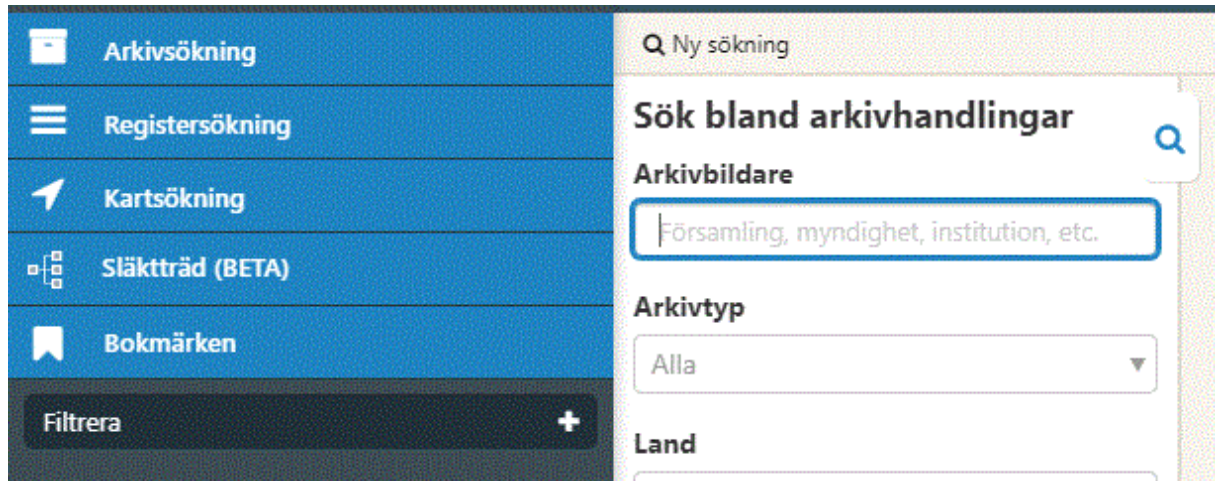 Arkivsökning
Registersökning
Kartsökning
Släktträd (BETA)
Bokmärken
Filtrera
Ny sökning
Sök bland arkivhandlingar
Arkivbildare
Församling, myndighet, institution, etc.
Arkivtyp
Alla
Land